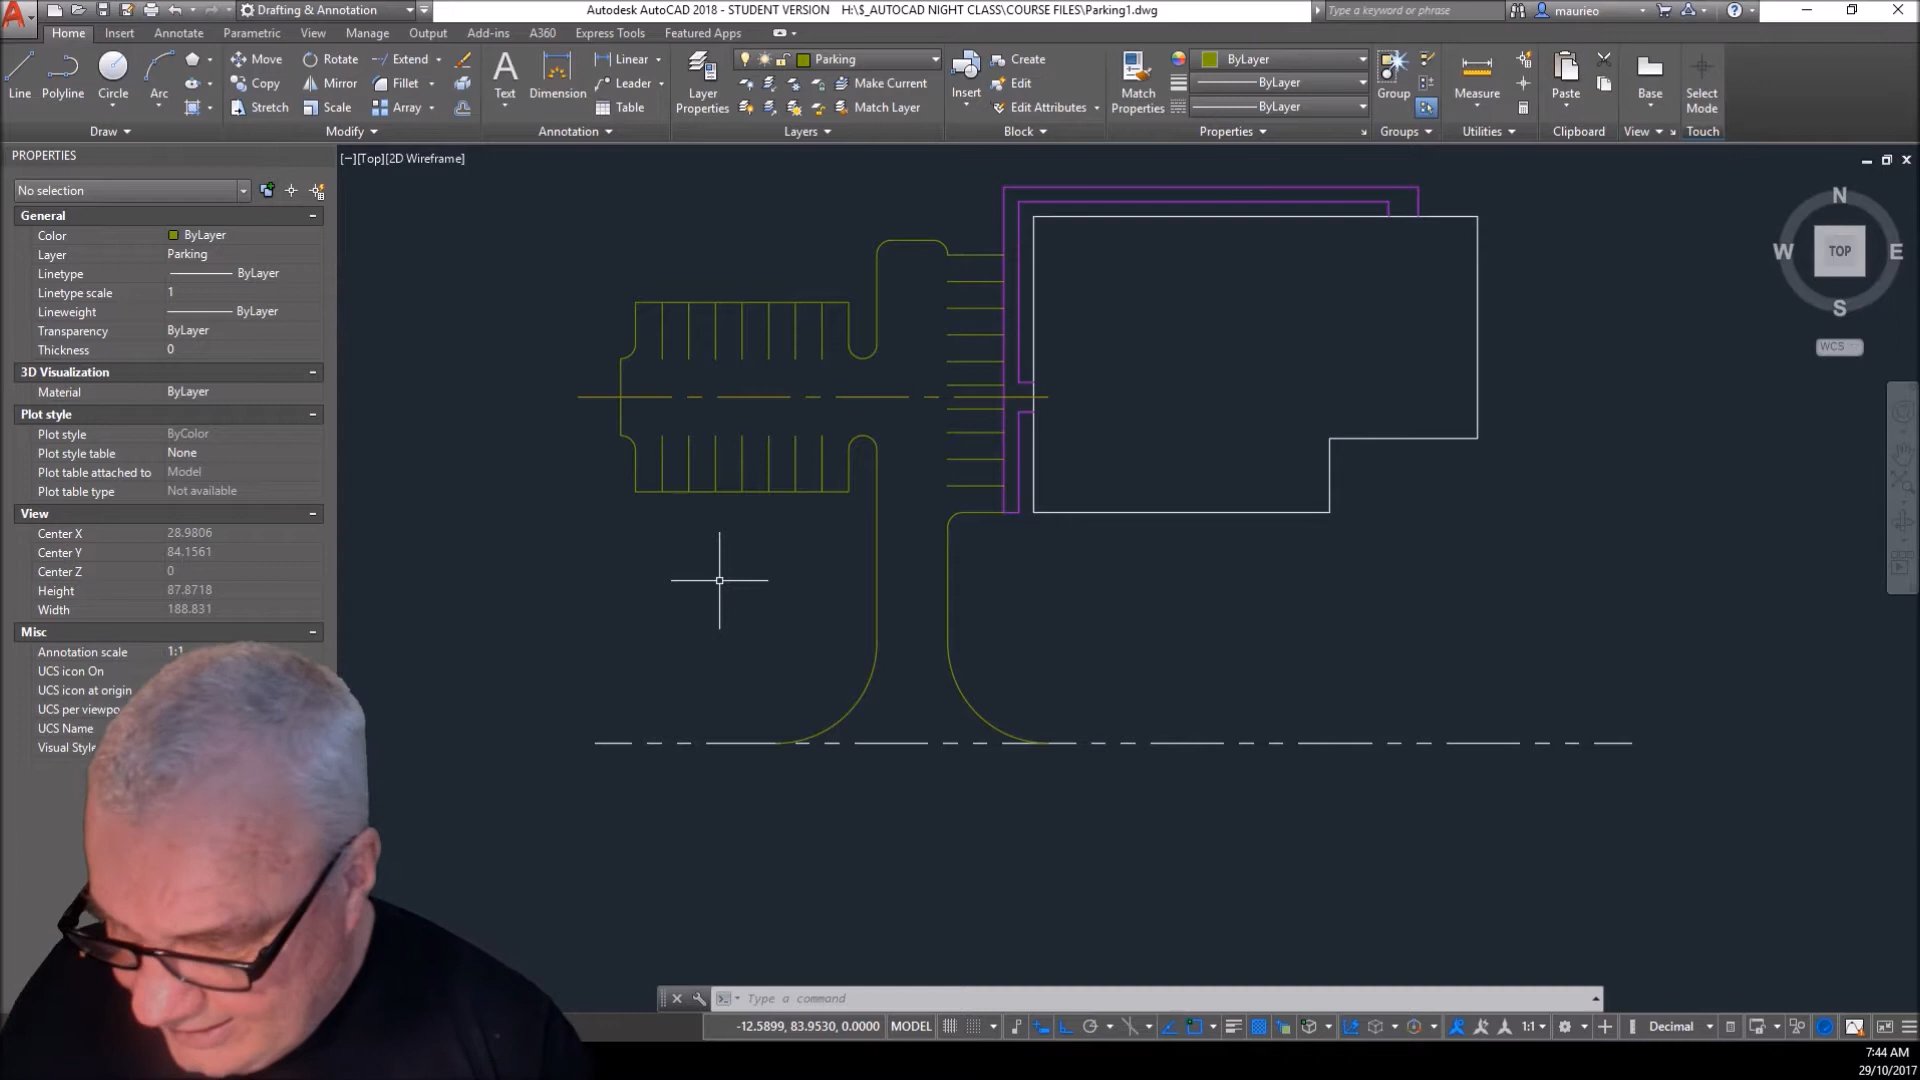 Drafting & Annotation
Autodesk AutoCAD 2018 - STUDENT VERSION H:\$_AUTOCAD NIGHT CLASS\COURSE FILES\Parking1.dwg
Type a keyword or phrase
maurieo
Home Insert Annotate Parametric View Manage Output Add-ins A360 Express Tools Featured Apps
Line
Polyline
Circle
Arc
Draw
Move Rotate Extend
Copy Mirror Fillet
Stretch Scale Array
Modify
Text
Dimension
Linear
Leader
Table
Annotation
Layer Properties
Parking
Make Current
Match Layer
Layers
Insert
Create
Edit
Edit Attributes
Block
Match Properties
ByLayer
ByLayer
ByLayer
Properties
Group
Groups
Measure
Utilities
Paste
Clipboard
Base
View
Select Mode
Touch
PROPERTIES
No selection
General
Color ByLayer
Layer Parking
Linetype ByLayer
Linetype scale 1
Lineweight ByLayer
Transparency ByLayer
Thickness 0
3D Visualization
Material ByLayer
Plot style
Plot style ByColor
Plot style table None
Plot table attached to Model
Plot table type Not available
View
Center X 28.9806
Center Y 84.1561
Center Z 0
Height 87.8718
Width 188.831
Misc
Annotation scale 1:1
UCS icon On
UCS icon at origin
UCS per viewpo
UCS Name
Visual Style
[−][Top][2D Wireframe]
N
W TOP E
S
WCS
Type a command
-12.5899, 83.9530, 0.0000 MODEL
1:1
Decimal
7:44 AM
29/10/2017